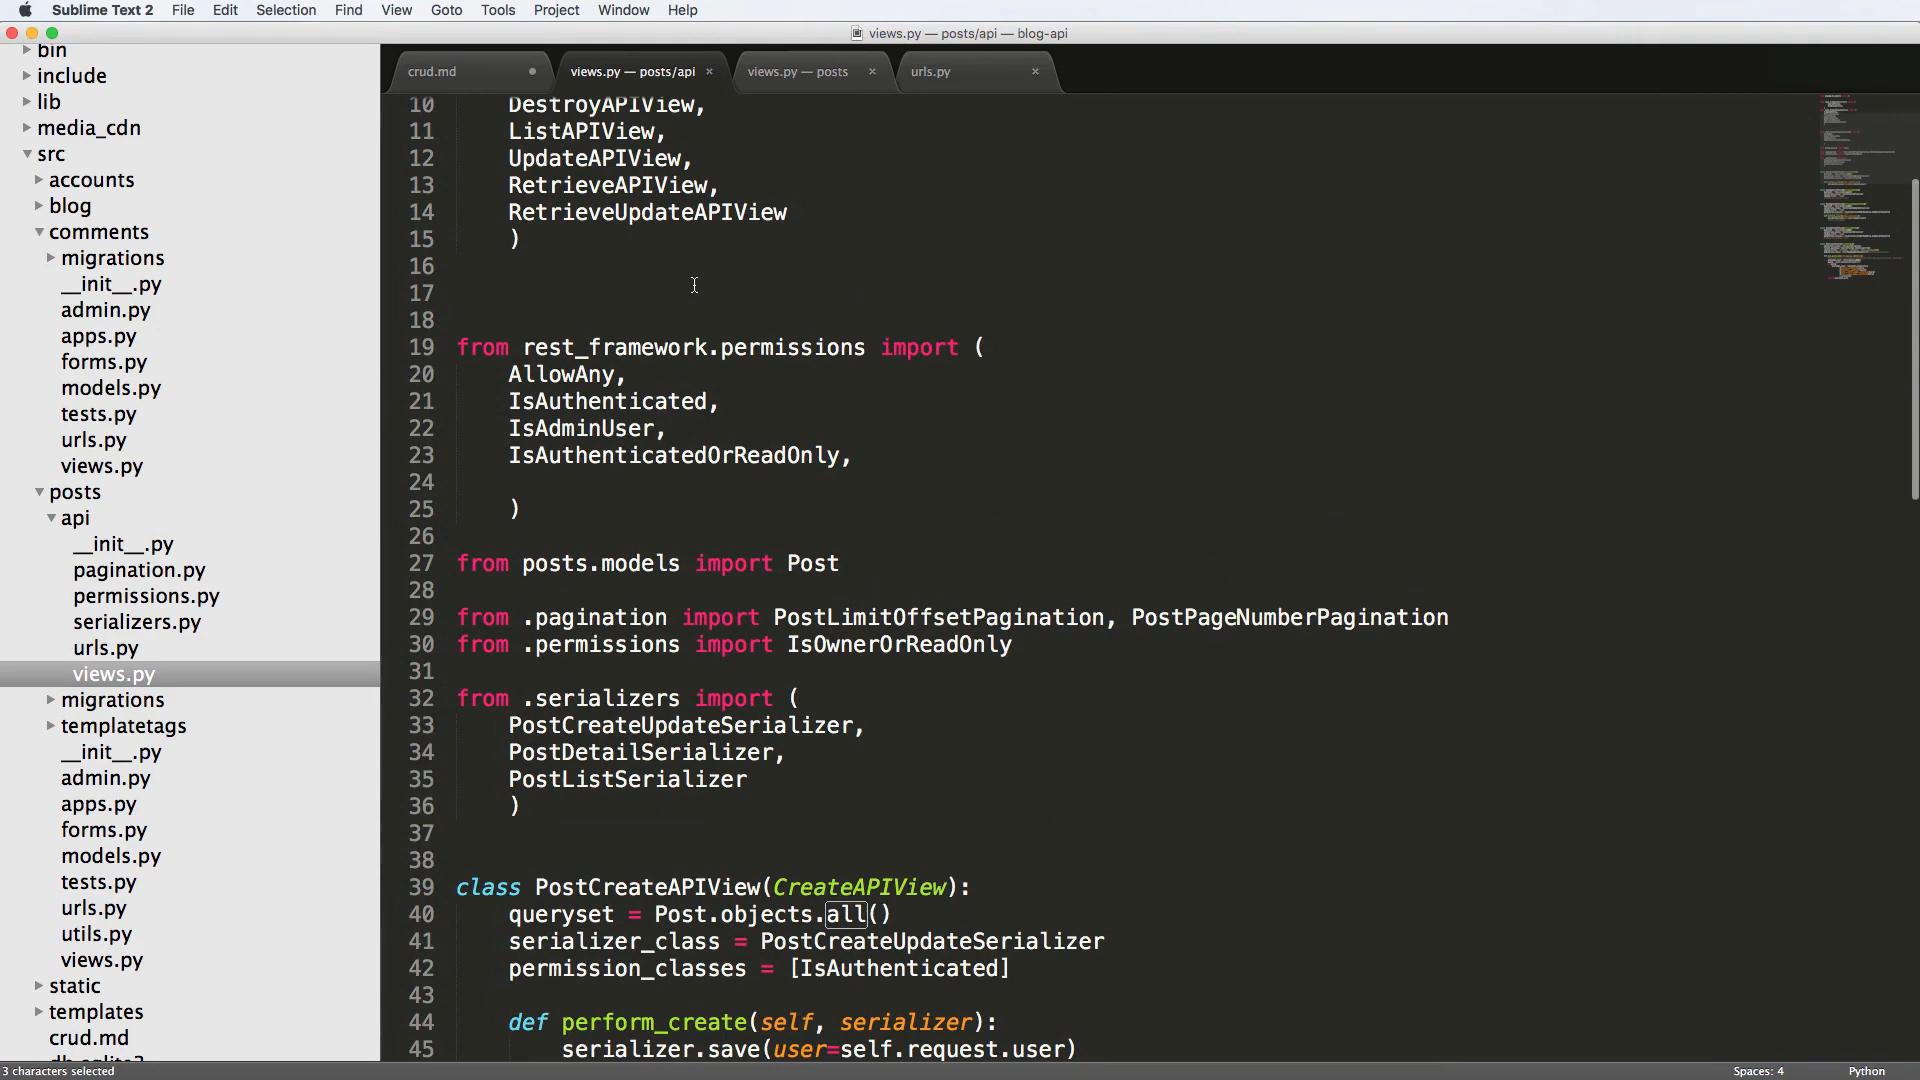 Sublime Text 2 File Edit Selection Find View Goto Tools Project Window Help
views.py — posts/api — blog-api
crud.md
views.py — posts/api ×
views.py — posts ×
urls.py ×
bin
include
lib
media_cdn
src
accounts
blog
comments
migrations
__init__.py
admin.py
apps.py
forms.py
models.py
tests.py
urls.py
views.py
posts
api
__init__.py
pagination.py
permissions.py
serializers.py
urls.py
views.py
migrations
templatetags
__init__.py
admin.py
apps.py
forms.py
models.py
tests.py
urls.py
utils.py
views.py
static
templates
crud.md
db.sqlite3
10 DestroyAPIView,
11 ListAPIView,
12 UpdateAPIView,
13 RetrieveAPIView,
14 RetrieveUpdateAPIView
15 )
16
17
18
19 from rest_framework.permissions import (
20 AllowAny,
21 IsAuthenticated,
22 IsAdminUser,
23 IsAuthenticatedOrReadOnly,
24
25 )
26
27 from posts.models import Post
28
29 from .pagination import PostLimitOffsetPagination, PostPageNumberPagination
30 from .permissions import IsOwnerOrReadOnly
31
32 from .serializers import (
33 PostCreateUpdateSerializer,
34 PostDetailSerializer,
35 PostListSerializer
36 )
37
38
39 class PostCreateAPIView(CreateAPIView):
40 queryset = Post.objects.all()
41 serializer_class = PostCreateUpdateSerializer
42 permission_classes = [IsAuthenticated]
43
44 def perform_create(self, serializer):
45 serializer.save(user=self.request.user)
3 characters selected
Spaces: 4 Python